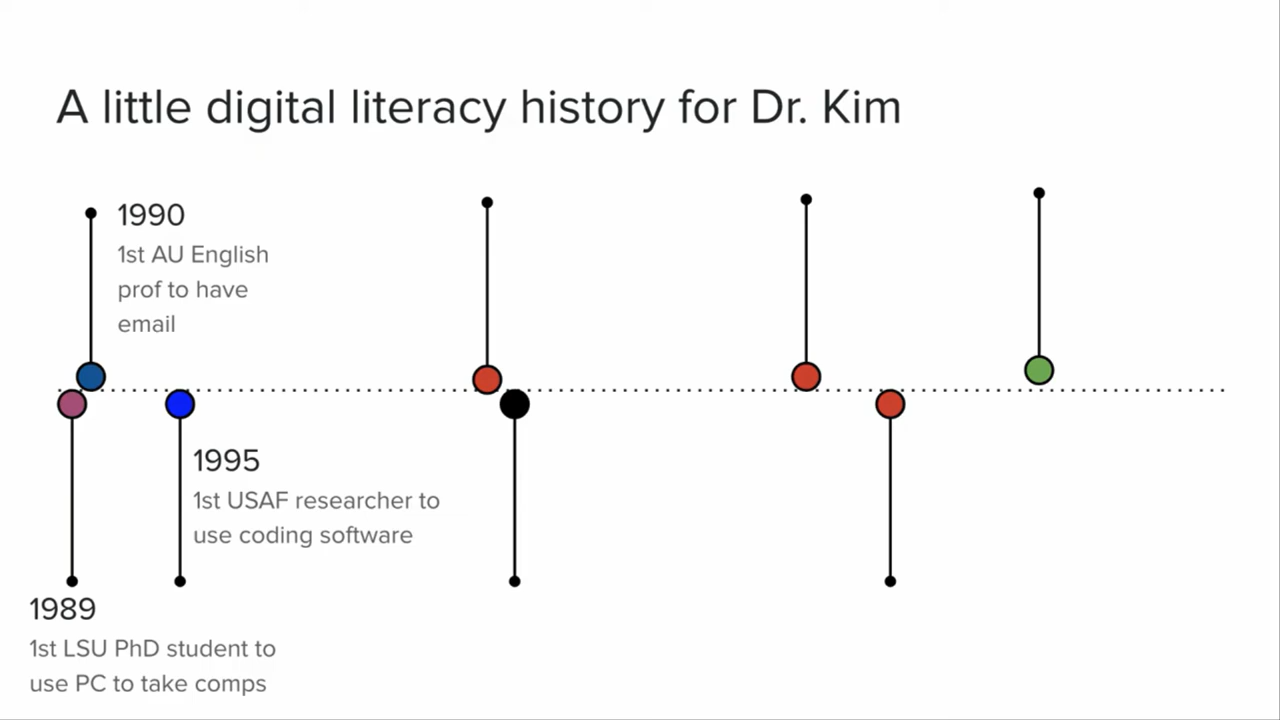 A little digital literacy history for Dr. Kim
1990
1st AU English
prof to have
email
1995
1st USAF researcher to
use coding software
1989
1st LSU PhD student to
use PC to take comps